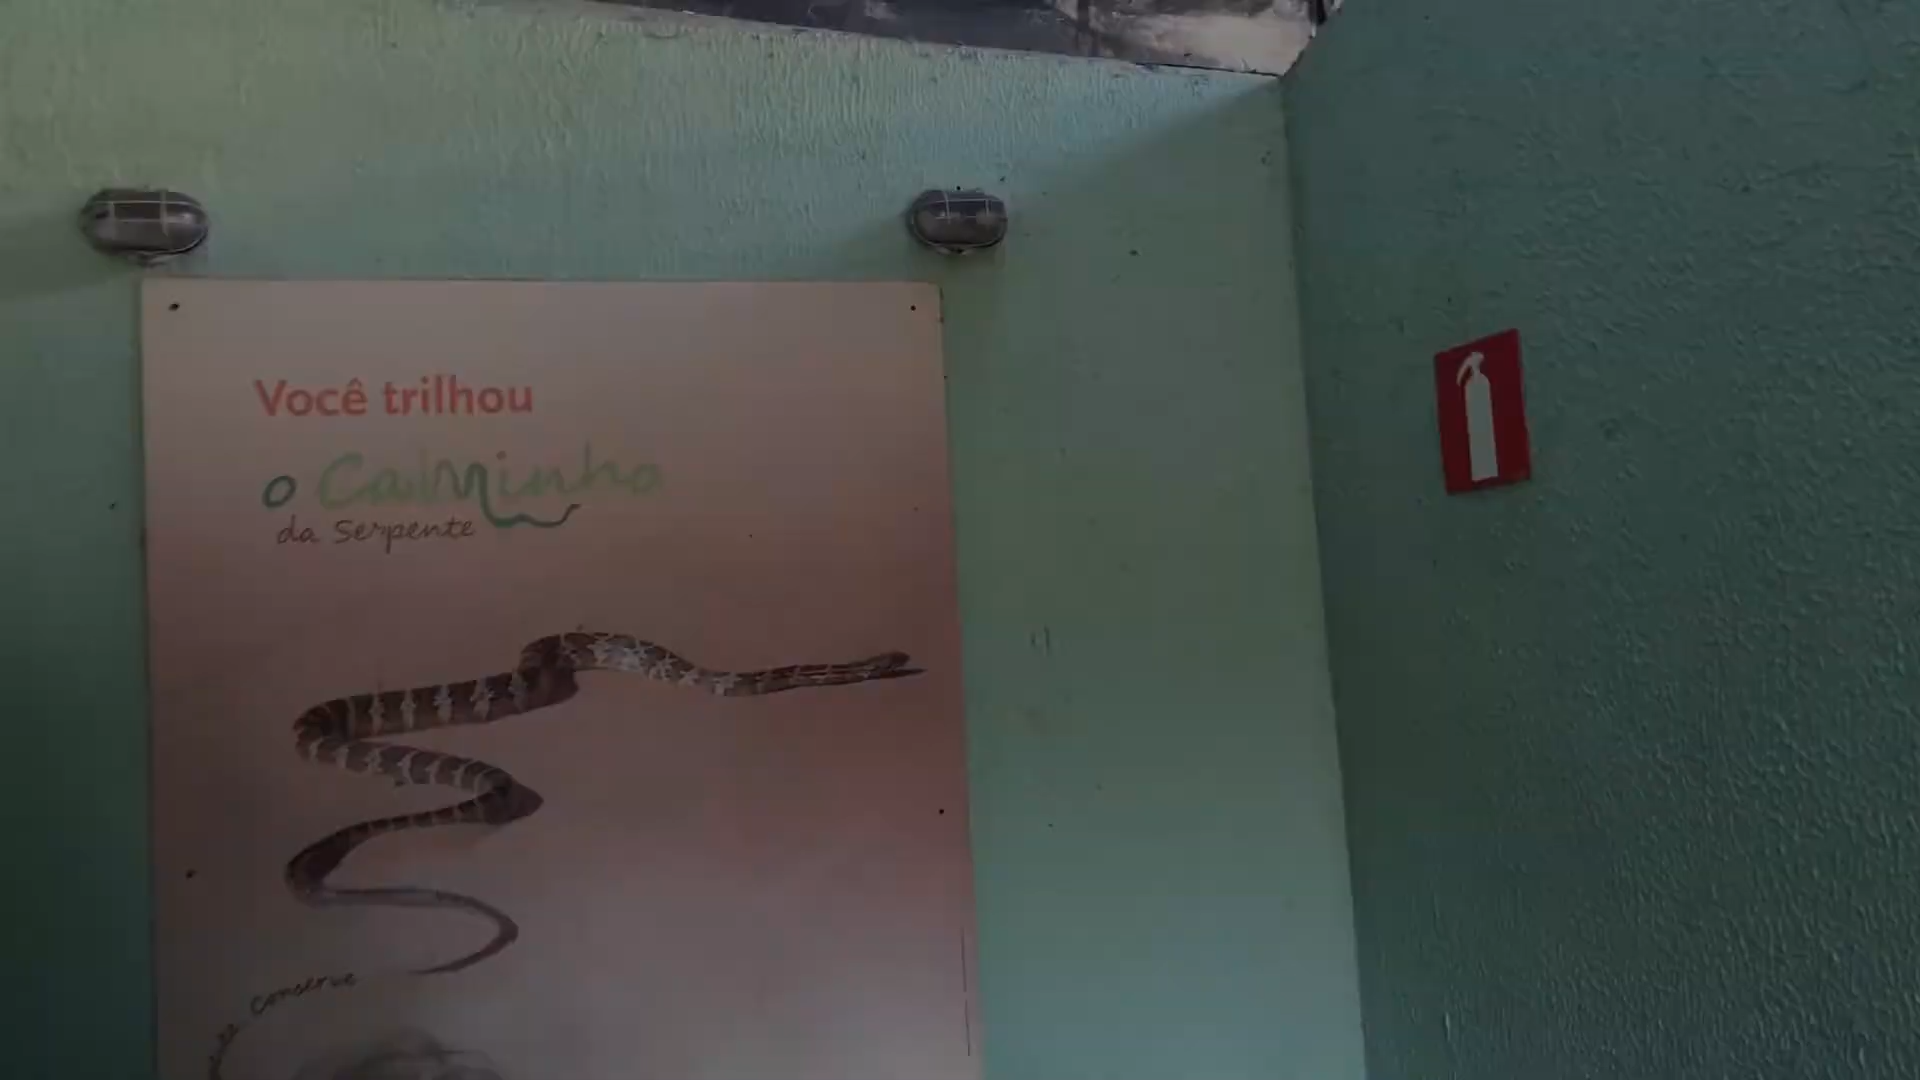 Você trilhou
o Caminho
da Serpente
conserve